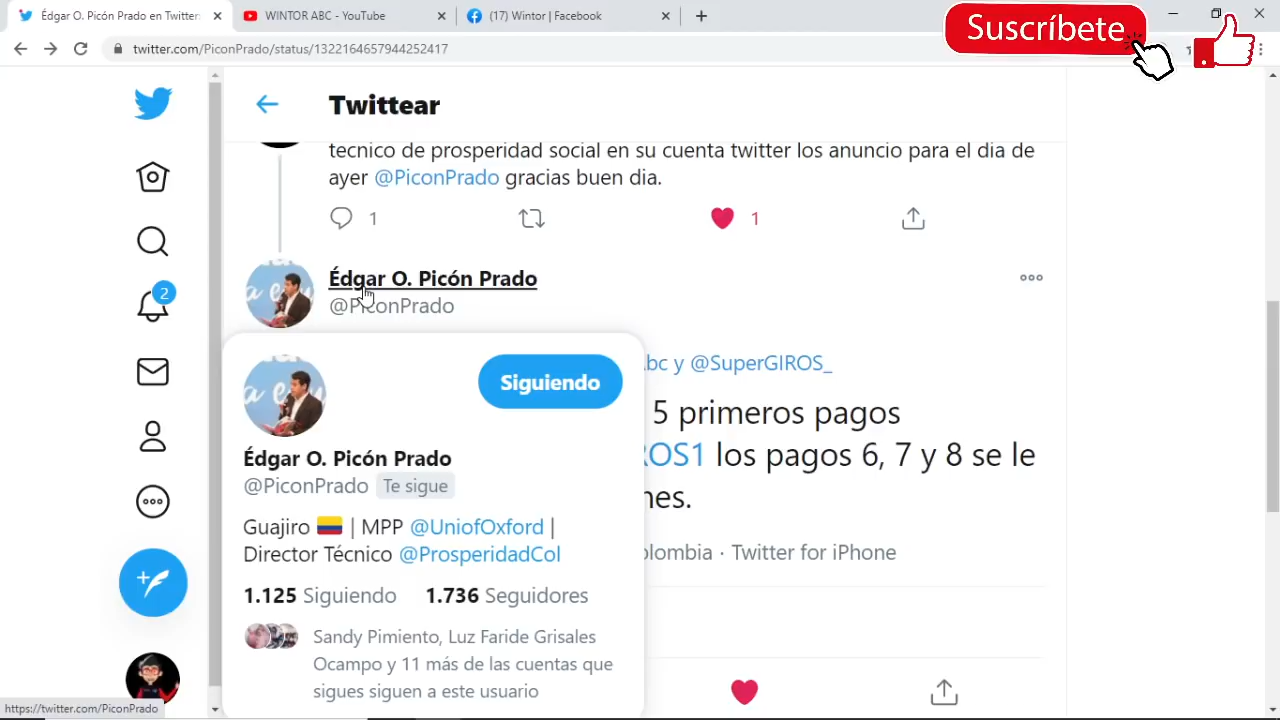 Édgar O. Picón Prado en Twitter:
WINTOR ABC - YouTube
(17) Wintor | Facebook
Suscríbete
twitter.com/PiconPrado/status/1322164657944252417
Twittear
tecnico de prosperidad social en su cuenta twitter los anuncio para el dia de
ayer @PiconPrado gracias buen dia.
1
1
Édgar O. Picón Prado
@PiconPrado
2
bc y @SuperGIROS_
Siguiendo
5 primeros pagos
ROS1 los pagos 6, 7 y 8 se le
nes.
Édgar O. Picón Prado
@PiconPrado Te sigue
Guajiro | MPP @UniofOxford |
Director Técnico @ProsperidadCol
olombia · Twitter for iPhone
1.125 Siguiendo 1.736 Seguidores
Sandy Pimiento, Luz Faride Grisales
Ocampo y 11 más de las cuentas que
sigues siguen a este usuario
https://twitter.com/PiconPrado